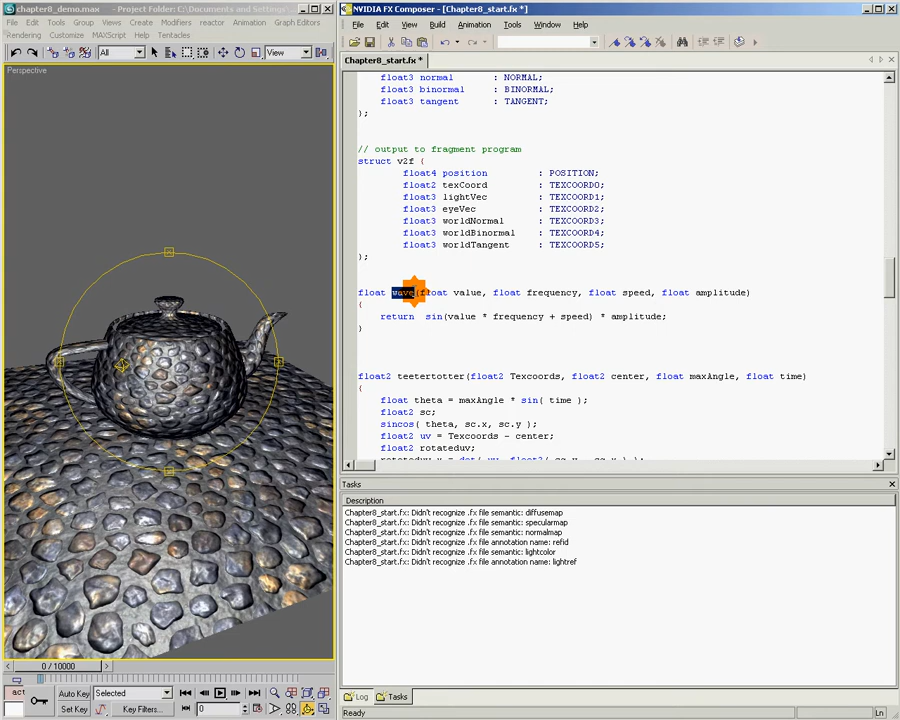 chapter8_demo.max - Project Folder: C:\Documents and Settings\
File Edit Tools Group Views Create Modifiers reactor Animation Graph Editors
Rendering Customize MAXScript Help Tentacles
All
View
Perspective
0 / 10000
act
Auto Key
Selected
Set Key
Key Filters...
0
NVIDIA FX Composer - [Chapter8_start.fx *]
File Edit View Build Animation Tools Window Help
Chapter8_start.fx *
float3 normal : NORMAL;
float3 binormal : BINORMAL;
float3 tangent : TANGENT;
};
// output to fragment program
struct v2f {
float4 position : POSITION;
float2 texCoord : TEXCOORD0;
float3 lightVec : TEXCOORD1;
float3 eyeVec : TEXCOORD2;
float3 worldNormal : TEXCOORD3;
float3 worldBinormal : TEXCOORD4;
float3 worldTangent : TEXCOORD5;
};
float wave(float value, float frequency, float speed, float amplitude)
{
return sin(value * frequency + speed) * amplitude;
}
float2 teetertotter(float2 Texcoords, float2 center, float maxAngle, float time)
{
float theta = maxAngle * sin( time );
float2 sc;
sincos( theta, sc.x, sc.y );
float2 uv = Texcoords - center;
float2 rotateduv;
Tasks
Description
Chapter8_start.fx: Didn't recognize .fx file semantic: diffusemap
Chapter8_start.fx: Didn't recognize .fx file semantic: specularmap
Chapter8_start.fx: Didn't recognize .fx file semantic: normalmap
Chapter8_start.fx: Didn't recognize .fx file annotation name: refid
Chapter8_start.fx: Didn't recognize .fx file semantic: lightcolor
Chapter8_start.fx: Didn't recognize .fx file annotation name: lightref
Log Tasks
Ready
Ln